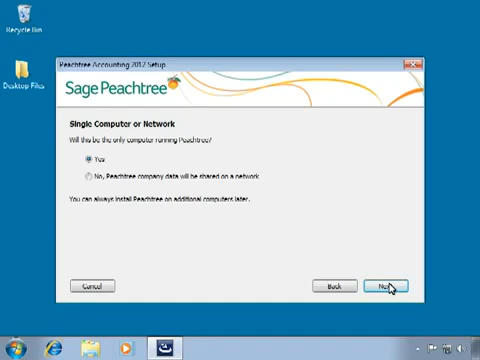 Recycle Bin
Desktop Files
Peachtree Accounting 2012 Setup
Sage Peachtree
Single Computer or Network
Will this be the only computer running Peachtree?
Yes
No, Peachtree company data will be shared on a network
You can always install Peachtree on additional computers later.
Cancel
Back